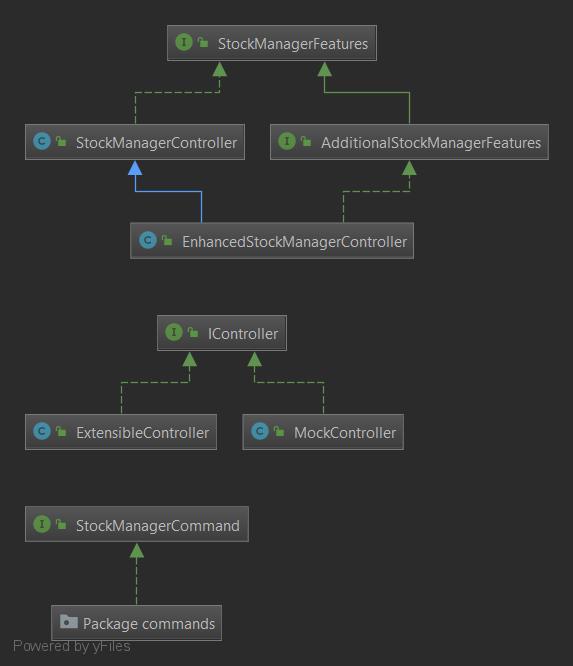 I StockManagerFeatures
C StockManagerController
I AdditionalStockManagerFeatures
C EnhancedStockManagerController
I IController
C ExtensibleController
C MockController
I StockManagerCommand
Package commands
Powered by yFiles